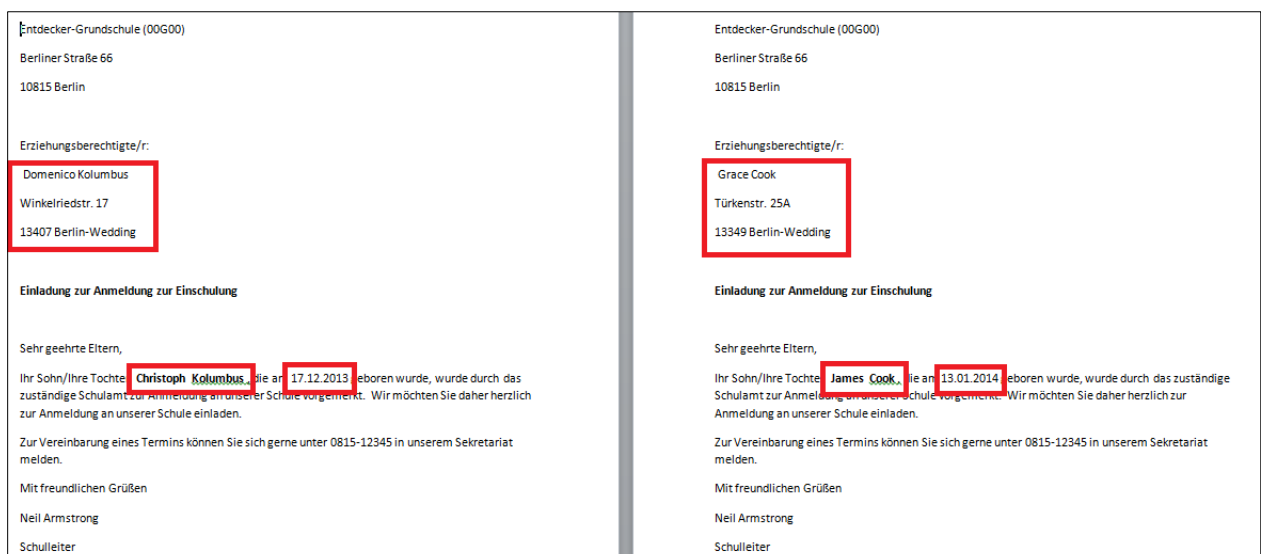 Entdecker-Grundschule (00G00)
Berliner Straße 66
10815 Berlin
Erziehungsberechtigte/r:
Domenico Kolumbus
Winkelriedstr. 17
13407 Berlin-Wedding
Einladung zur Anmeldung zur Einschulung
Sehr geehrte Eltern,
Ihr Sohn/Ihre Tochte Christoph Kolumbus , die am 17.12.2013 geboren wurde, wurde durch das
zuständige Schulamt zur Anmeldung an unserer Schule vorgemerkt. Wir möchten Sie daher herzlich
zur Anmeldung an unserer Schule einladen.
Zur Vereinbarung eines Termins können Sie sich gerne unter 0815-12345 in unserem Sekretariat
melden.
Mit freundlichen Grüßen
Neil Armstrong
Schulleiter
Entdecker-Grundschule (00G00)
Berliner Straße 66
10815 Berlin
Erziehungsberechtigte/r:
Grace Cook
Türkenstr. 25A
13349 Berlin-Wedding
Einladung zur Anmeldung zur Einschulung
Sehr geehrte Eltern,
Ihr Sohn/Ihre Tochte James Cook , die am 13.01.2014 geboren wurde, wurde durch das zuständige
Schulamt zur Anmeldung an unserer Schule vorgemerkt. Wir möchten Sie daher herzlich zur
Anmeldung an unserer Schule einladen.
Zur Vereinbarung eines Termins können Sie sich gerne unter 0815-12345 in unserem Sekretariat
melden.
Mit freundlichen Grüßen
Neil Armstrong
Schulleiter